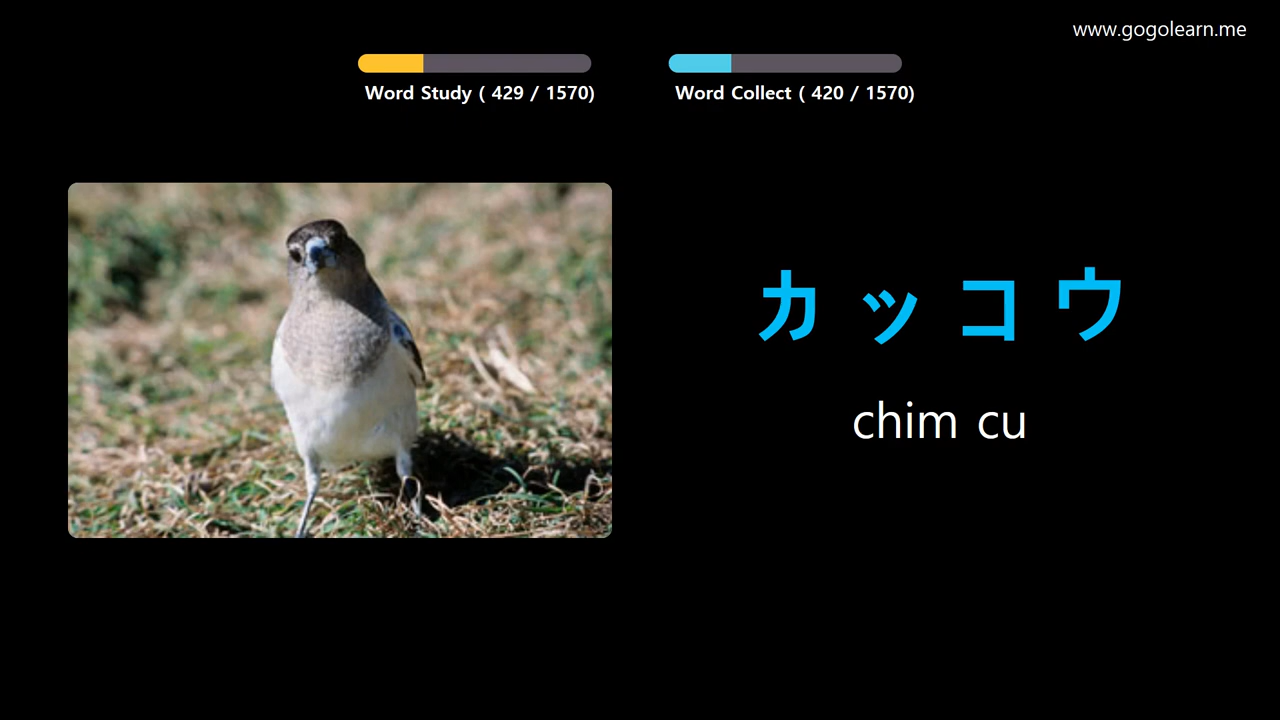 www.gogolearn.me
Word Study ( 429 / 1570)
Word Collect ( 420 / 1570)
カッコウ
chim cu